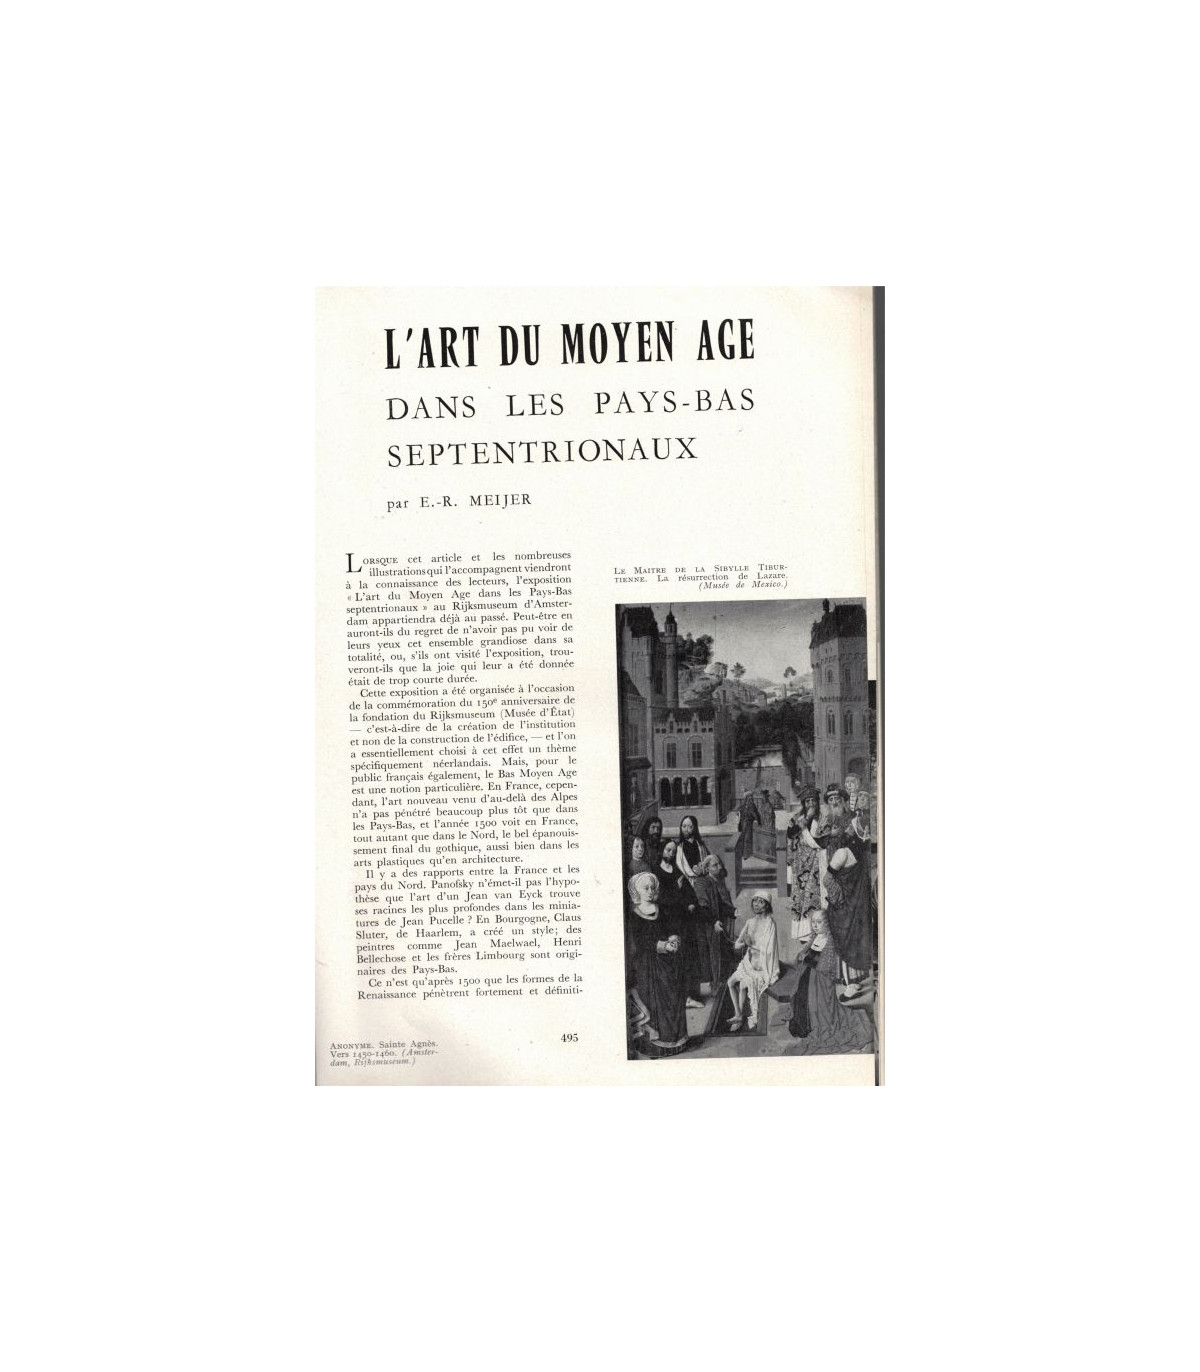 L'ART DU MOYEN AGE
DANS LES PAYS-BAS
SEPTENTRIONAUX
par E.-R. MEIJER
LORSQUE cet article et les nombreuses
illustrations qui l'accompagnent viendront
à la connaissance des lecteurs, l'exposition
« L'art du Moyen Age dans les Pays-Bas
septentrionaux » au Rijksmuseum d'Amster-
dam appartiendra déjà au passé. Peut-être en
auront-ils du regret de n'avoir pas pu voir de
leurs yeux cet ensemble grandiose dans sa
totalité, ou, s'ils ont visité l'exposition, trou-
veront-ils que la joie qui leur a été donnée
était de trop courte durée.
Cette exposition a été organisée à l'occasion
de la commémoration du 150e anniversaire de
la fondation du Rijksmuseum (Musée d'État)
— c'est-à-dire de la création de l'institution
et non de la construction de l'édifice, — et l'on
a essentiellement choisi à cet effet un thème
spécifiquement néerlandais. Mais, pour le
public français également, le Bas Moyen Age
est une notion particulière. En France, cepen-
dant, l'art nouveau venu d'au-delà des Alpes
n'a pas pénétré beaucoup plus tôt que dans
les Pays-Bas, et l'année 1500 voit en France,
tout autant que dans le Nord, le bel épanouis-
sement final du gothique, aussi bien dans les
arts plastiques qu'en architecture.
Il y a des rapports entre la France et les
pays du Nord. Panofsky n'émet-il pas l'hypo-
thèse que l'art d'un Jean van Eyck trouve
ses racines les plus profondes dans les minia-
tures de Jean Pucelle ? En Bourgogne, Claus
Sluter, de Haarlem, a créé un style; des
peintres comme Jean Maelwael, Henri
Bellechose et les frères Limbourg sont origi-
naires des Pays-Bas.
Ce n'est qu'après 1500 que les formes de la
Renaissance pénètrent fortement et définiti-
LE MAITRE DE LA SIBYLLE TIBUR-
TIENNE. La résurrection de Lazare.
(Musée de Mexico.)
495
ANONYME. Sainte Agnès.
Vers 1450-1460. (Amster-
dam, Rijksmuseum.)